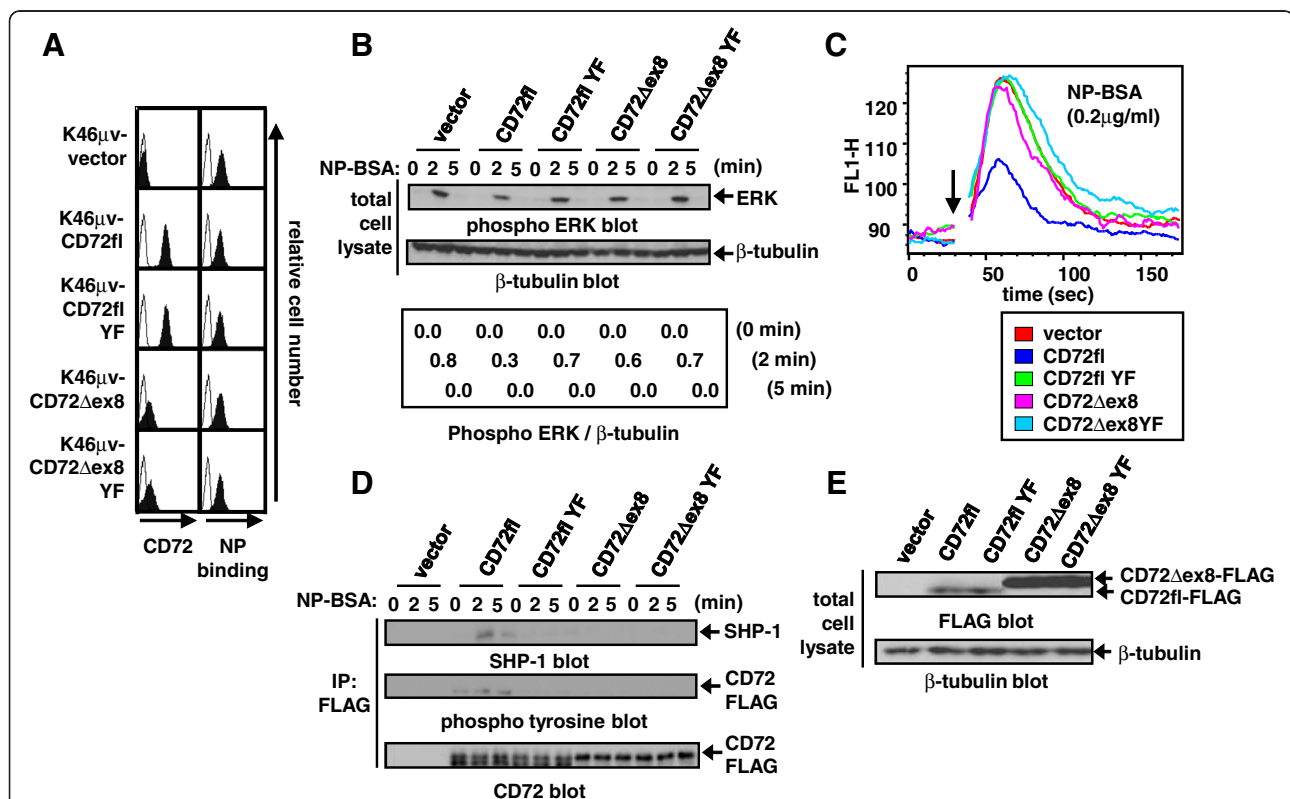 A
K46μv-
vector
K46μv-
CD72fl
K46μv-
CD72fl
YF
K46μv-
CD72Δex8
K46μv-
CD72Δex8
YF
relative cell number
CD72
NP
binding
B
vector
CD72fl
CD72fl YF
CD72Δex8
CD72Δex8 YF
NP-BSA: 0 2 5 0 2 5 0 2 5 0 2 5 0 2 5 (min)
total
cell
lysate
ERK
phospho ERK blot
β-tubulin
β-tubulin blot
0.0 0.0 0.0 0.0 0.0 (0 min)
0.8 0.3 0.7 0.6 0.7 (2 min)
0.0 0.0 0.0 0.0 0.0 (5 min)
Phospho ERK / β-tubulin
C
NP-BSA
(0.2μg/ml)
FL1-H
120
100
90
0 50 100 150
time (sec)
vector
CD72fl
CD72fl YF
CD72Δex8
CD72Δex8YF
D
vector
CD72fl
CD72fl YF
CD72Δex8
CD72Δex8 YF
NP-BSA: 0 2 5 0 2 5 0 2 5 0 2 5 0 2 5 (min)
IP:
FLAG
SHP-1
SHP-1 blot
CD72
FLAG
phospho tyrosine blot
CD72
FLAG
CD72 blot
E
vector
CD72fl
CD72fl YF
CD72Δex8
CD72Δex8 YF
total
cell
lysate
CD72Δex8-FLAG
CD72fl-FLAG
FLAG blot
β-tubulin
β-tubulin blot